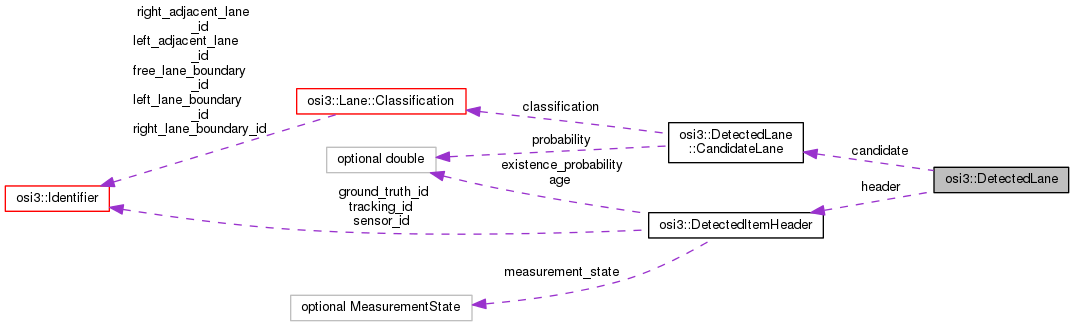 right_adjacent_lane
_id
left_adjacent_lane
_id
free_lane_boundary
_id
left_lane_boundary
_id
right_lane_boundary_id
osi3::Lane::Classification
classification
osi3::DetectedLane
::CandidateLane
probability
optional double
candidate
existence_probability
age
osi3::DetectedLane
header
osi3::Identifier
ground_truth_id
tracking_id
sensor_id
osi3::DetectedItemHeader
measurement_state
optional MeasurementState